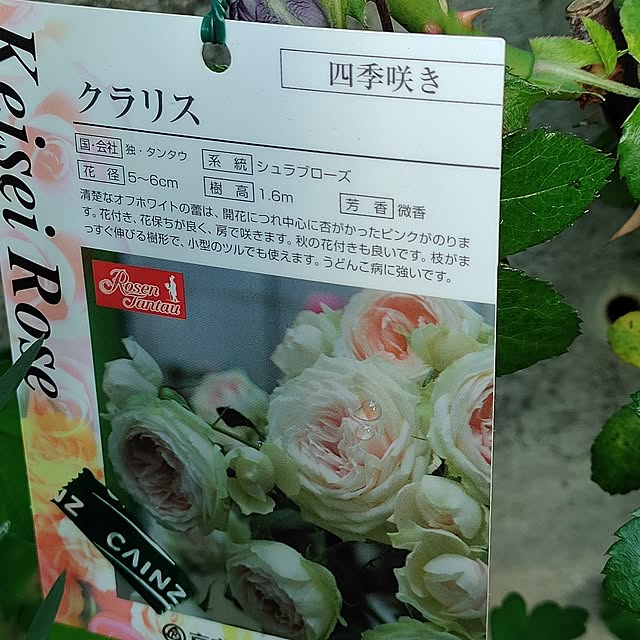 四季咲き
クラリス
国・会社 独・タンタウ 系統 シュラブローズ
花径 5～6cm 樹高 1.6m 芳香 微香
清楚なオフホワイトの蕾は、開花につれ中心に杏がかったピンクがのりま
す。花付き、花保ちが良く、房で咲きます。秋の花付きも良いです。枝がま
っすぐ伸びる樹形で、小型のツルでも使えます。うどんこ病に強いです。
Keisei Rose
Rosen
Tantau
CAINZ